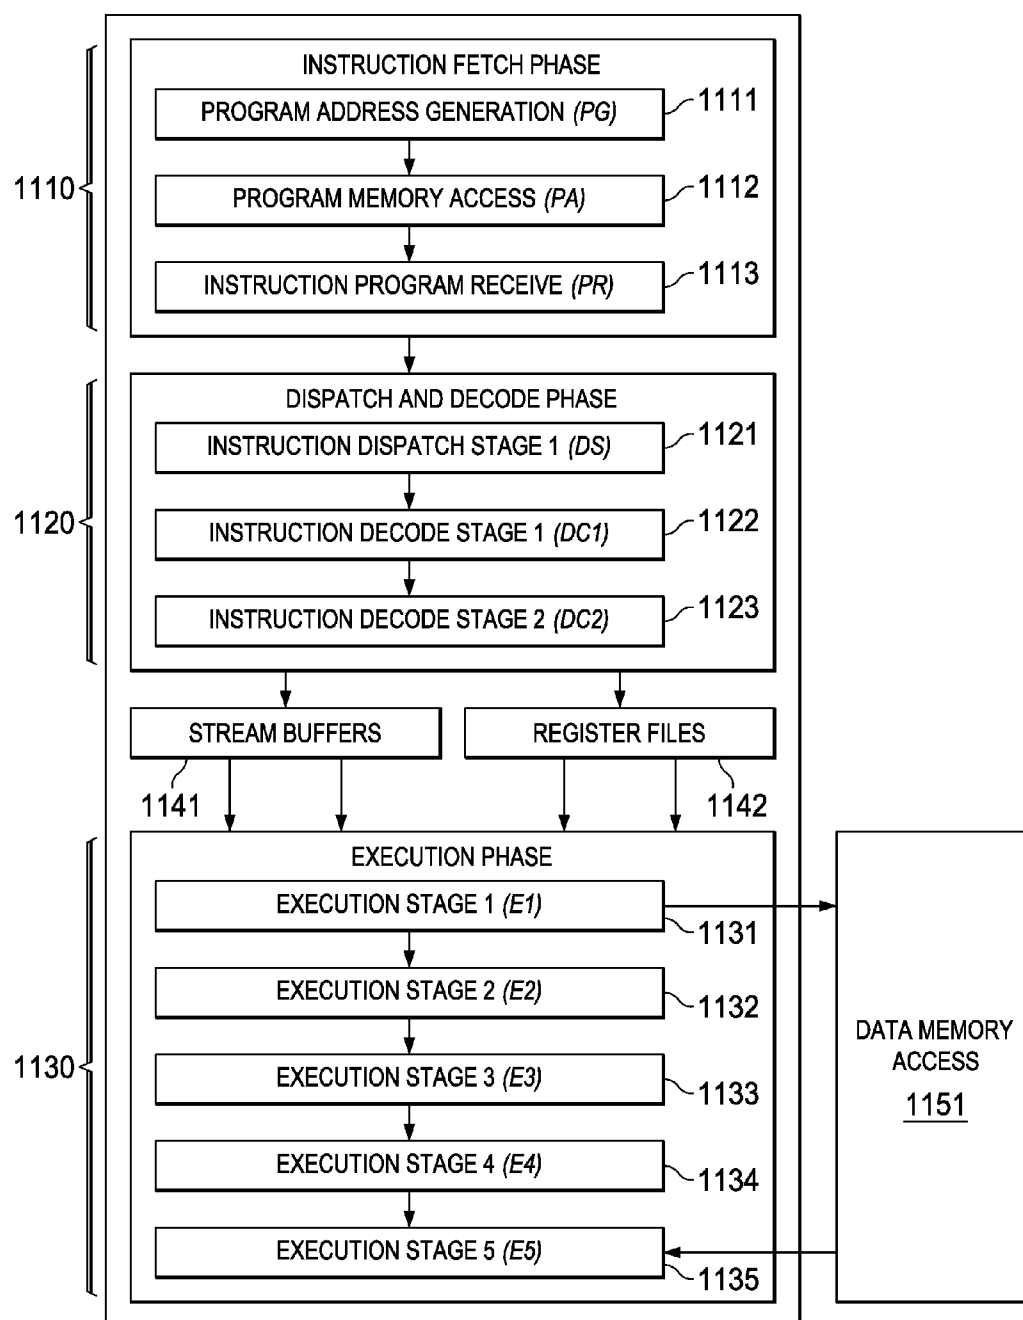 INSTRUCTION FETCH PHASE
PROGRAM ADDRESS GENERATION (PG)
1111
1110
PROGRAM MEMORY ACCESS (PA)
1112
INSTRUCTION PROGRAM RECEIVE (PR)
1113
DISPATCH AND DECODE PHASE
INSTRUCTION DISPATCH STAGE 1 (DS)
1121
1120
INSTRUCTION DECODE STAGE 1 (DC1)
1122
INSTRUCTION DECODE STAGE 2 (DC2)
1123
STREAM BUFFERS
REGISTER FILES
1141
1142
EXECUTION PHASE
EXECUTION STAGE 1 (E1)
1131
EXECUTION STAGE 2 (E2)
1132
1130
EXECUTION STAGE 3 (E3)
1133
EXECUTION STAGE 4 (E4)
1134
EXECUTION STAGE 5 (E5)
1135
DATA MEMORY
ACCESS
1151